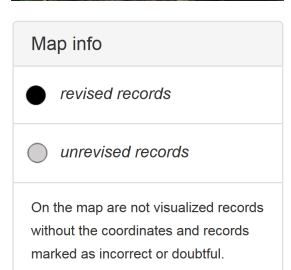 Map info
revised records
unrevised records
On the map are not visualized records
without the coordinates and records
marked as incorrect or doubtful.